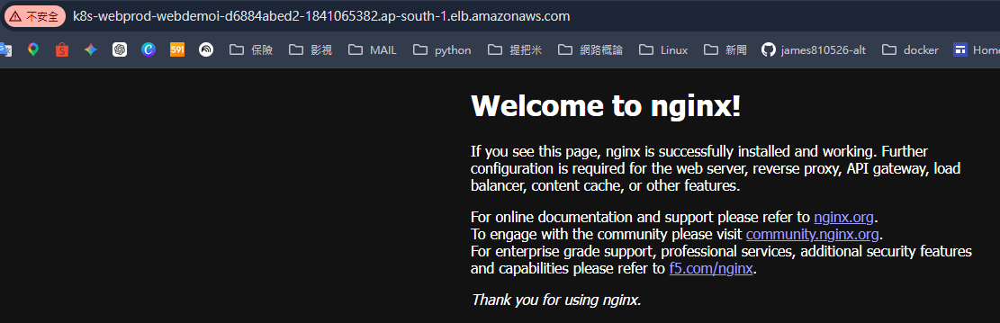 不安全 k8s-webprod-webdemoi-d6884abed2-1841065382.ap-south-1.elb.amazonaws.com
591 保險 影視 MAIL python 提把米 網路概論 Linux 新聞 james810526-alt docker Home
Welcome to nginx!
If you see this page, nginx is successfully installed and working. Further
configuration is required for the web server, reverse proxy, API gateway, load
balancer, content cache, or other features.
For online documentation and support please refer to nginx.org.
To engage with the community please visit community.nginx.org.
For enterprise grade support, professional services, additional security features
and capabilities please refer to f5.com/nginx.
Thank you for using nginx.